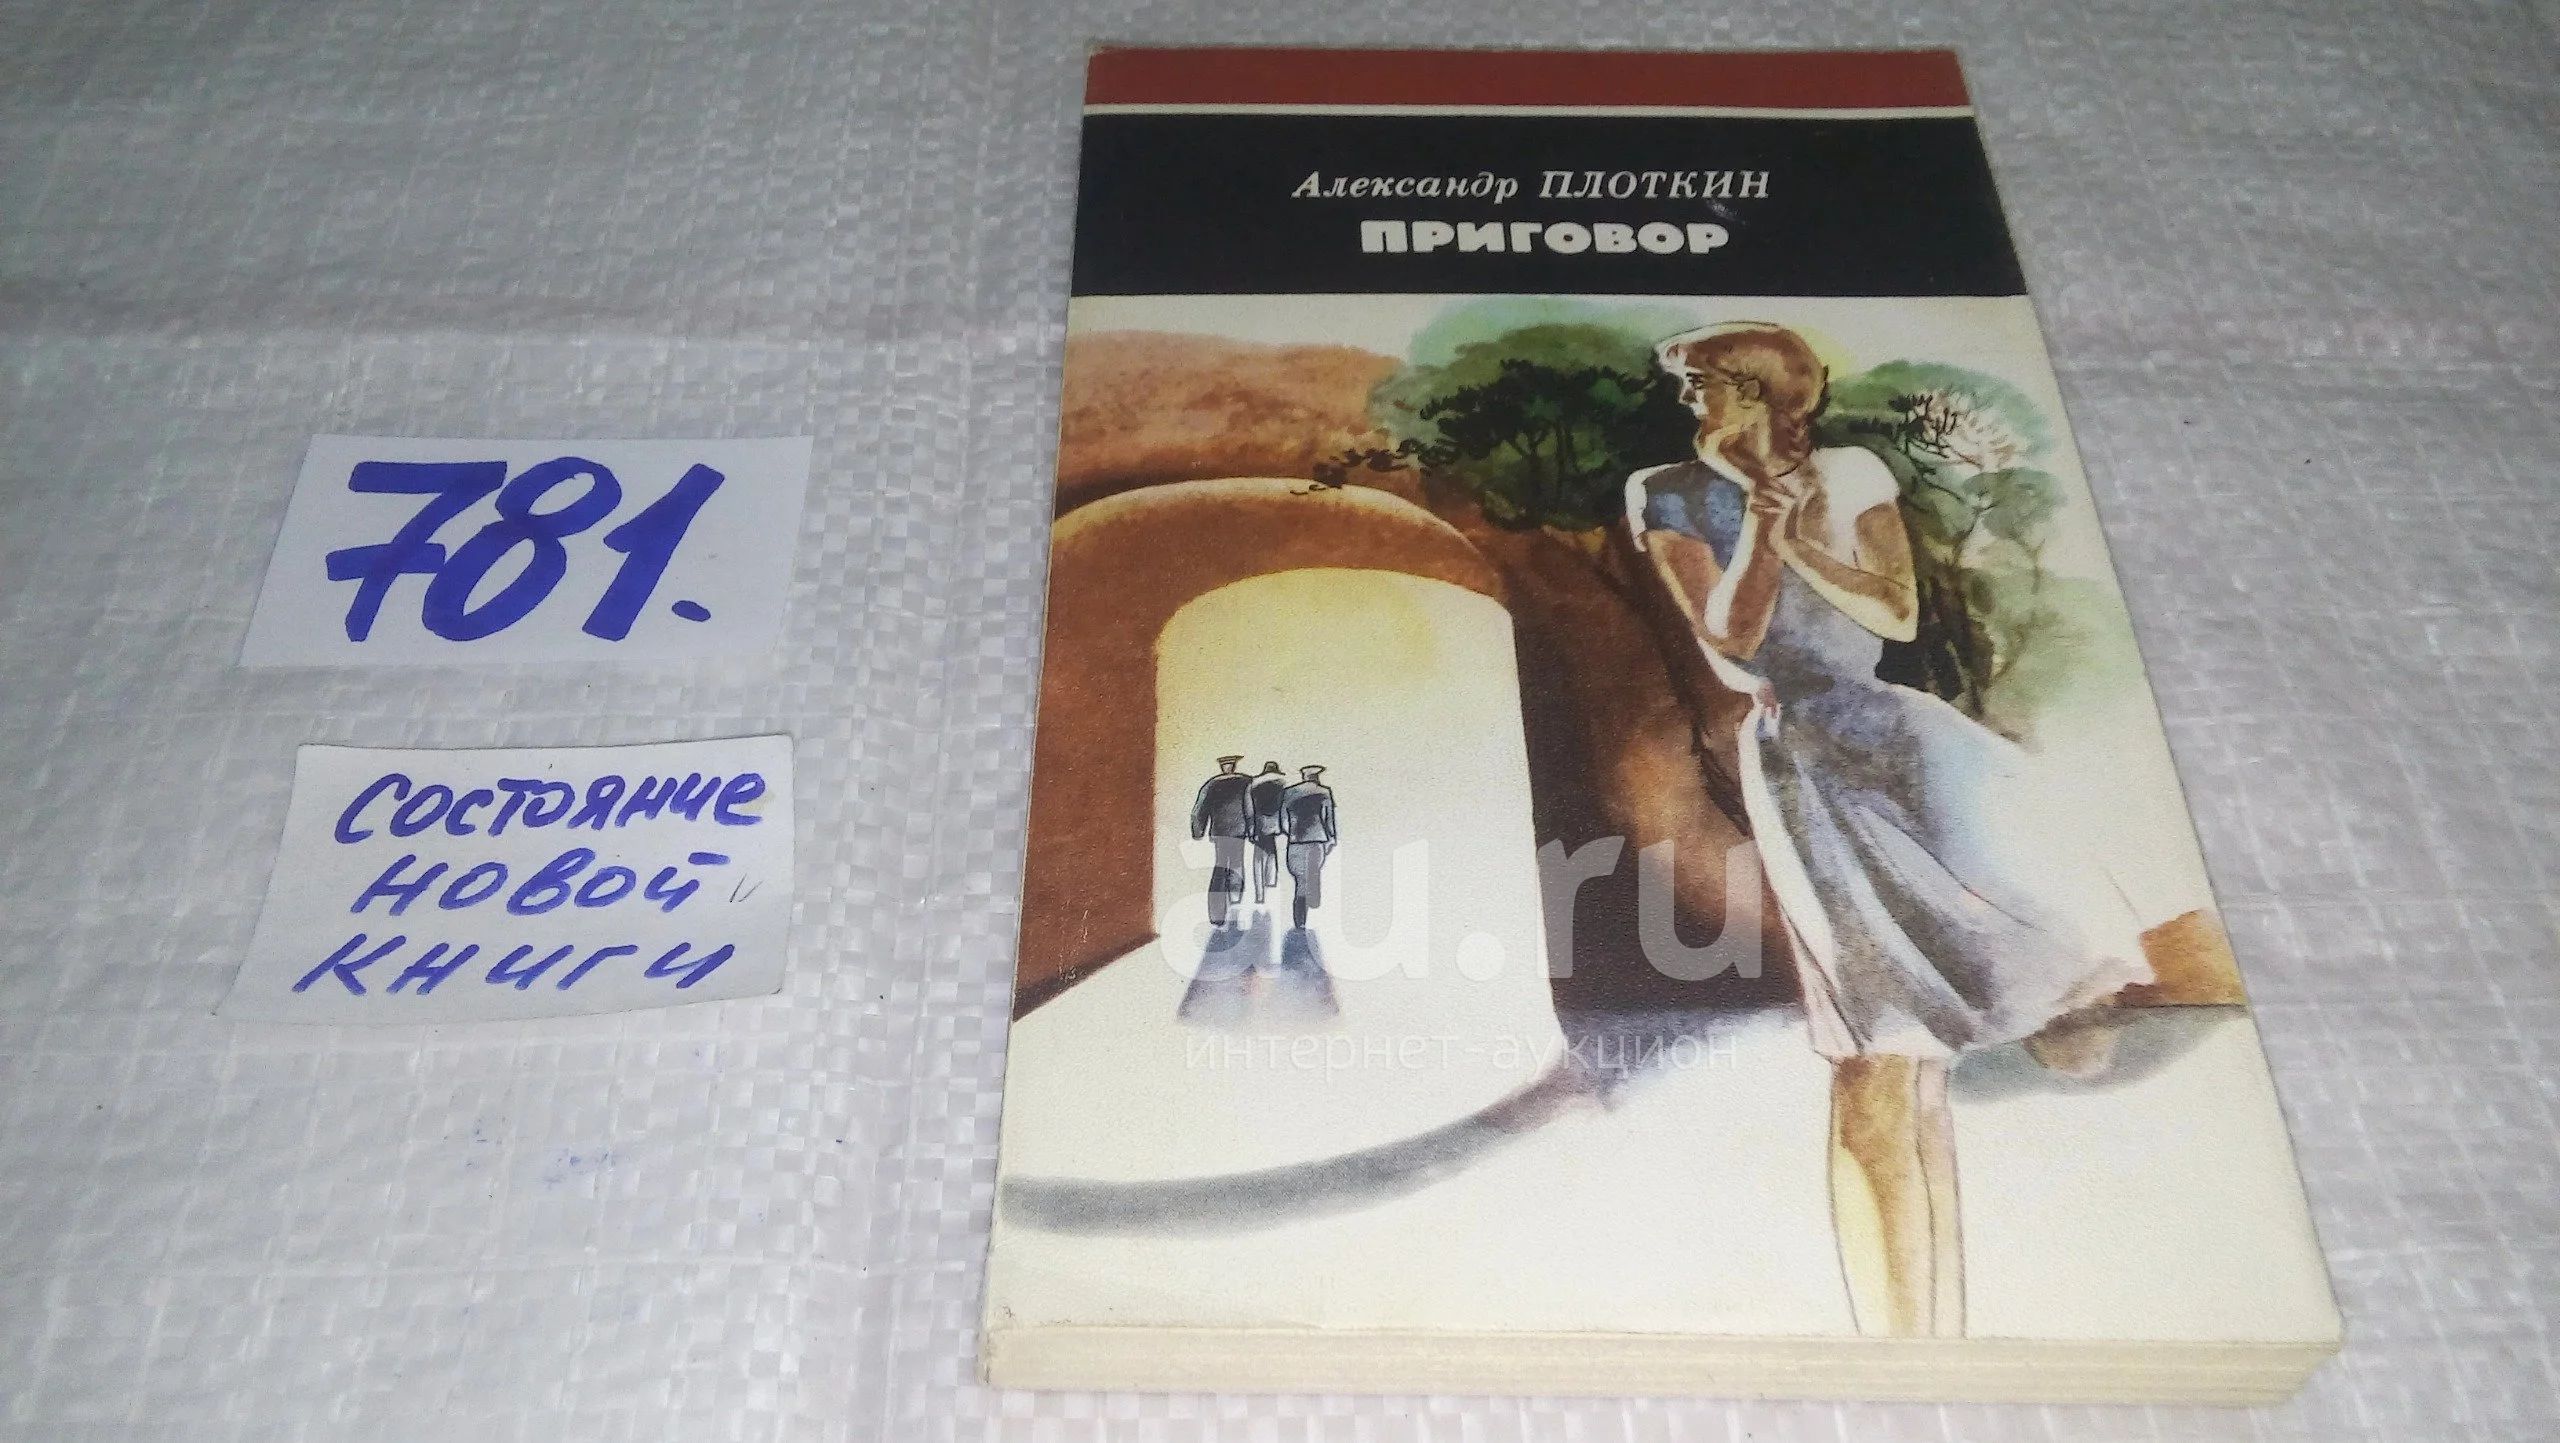 Александр ПЛОТКИН
ПРИГОВОР
781.
состояние
новой
книги
au.ru
интернет-аукцион